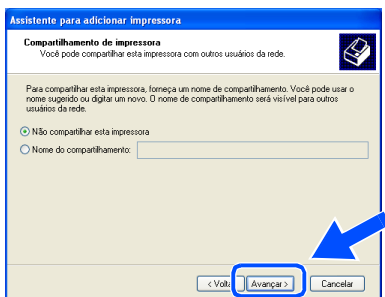 Assistente para adicionar impressora
Compartilhamento de impressora
Você pode compartilhar esta impressora com outros usuários da rede.
Para compartilhar esta impressora, forneça um nome de compartilhamento. Você pode usar o
nome sugerido ou digitar um novo. O nome de compartilhamento será visível para outros
usuários da rede.
Não compartilhar esta impressora
Nome do compartilhamento:
< Volta Avançar > Cancelar